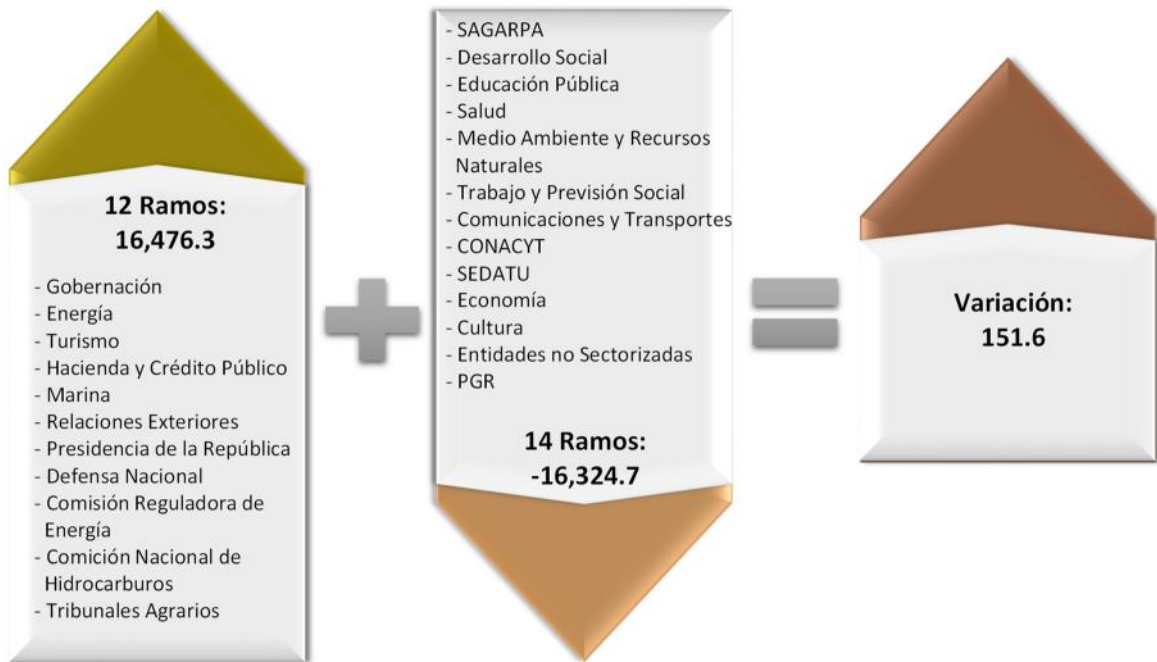 12 Ramos:
16,476.3
- Gobernación
- Energía
- Turismo
- Hacienda y Crédito Público
- Marina
- Relaciones Exteriores
- Presidencia de la República
- Defensa Nacional
- Comisión Reguladora de
Energía
- Comición Nacional de
Hidrocarburos
- Tribunales Agrarios
- SAGARPA
- Desarrollo Social
- Educación Pública
- Salud
- Medio Ambiente y Recursos
Naturales
- Trabajo y Previsión Social
- Comunicaciones y Transportes
- CONACYT
- SEDATU
- Economía
- Cultura
- Entidades no Sectorizadas
- PGR
14 Ramos:
-16,324.7
Variación:
151.6